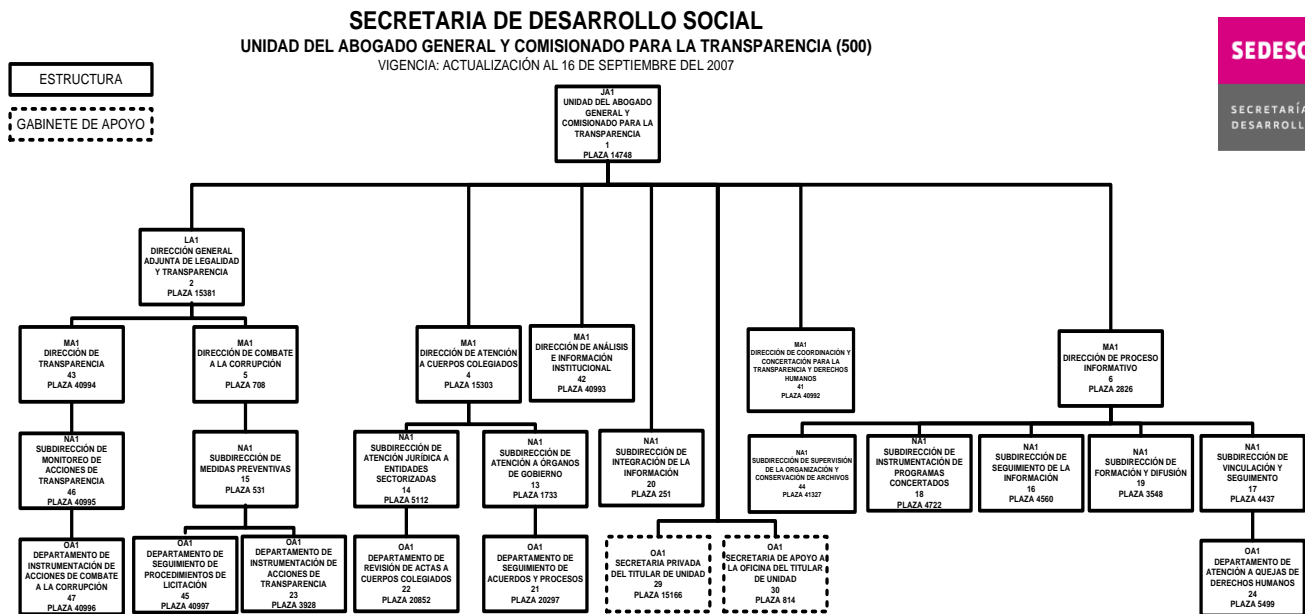 SECRETARIA DE DESARROLLO SOCIAL
UNIDAD DEL ABOGADO GENERAL Y COMISIONADO PARA LA TRANSPARENCIA (500)
VIGENCIA: ACTUALIZACIÓN AL 16 DE SEPTIEMBRE DEL 2007
ESTRUCTURA
GABINETE DE APOYO
SEDESO
SECRETARÍA
DESARROLL
JA1
UNIDAD DEL ABOGADO
GENERAL Y
COMISIONADO PARA LA
TRANSPARENCIA
1
PLAZA 14748
LA1
DIRECCIÓN GENERAL
ADJUNTA DE LEGALIDAD
Y TRANSPARENCIA
2
PLAZA 15381
MA1
DIRECCIÓN DE
TRANSPARENCIA
43
PLAZA 40994
MA1
DIRECCIÓN DE COMBATE
A LA CORRUPCIÓN
5
PLAZA 708
MA1
DIRECCIÓN DE ATENCIÓN
A CUERPOS COLEGIADOS
4
PLAZA 15303
MA1
DIRECCIÓN DE ANÁLISIS
E INFORMACIÓN
INSTITUCIONAL
42
PLAZA 40993
MA1
DIRECCIÓN DE COORDINACIÓN Y
CONCERTACIÓN PARA LA
TRANSPARENCIA Y DERECHOS
HUMANOS
41
PLAZA 40992
MA1
DIRECCIÓN DE PROCESO
INFORMATIVO
6
PLAZA 2826
NA1
SUBDIRECCIÓN DE
MONITOREO DE
ACCIONES DE
TRANSPARENCIA
46
PLAZA 40995
NA1
SUBDIRECCIÓN DE
MEDIDAS PREVENTIVAS
15
PLAZA 531
NA1
SUBDIRECCIÓN DE
ATENCIÓN JURÍDICA A
ENTIDADES
SECTORIZADAS
14
PLAZA 5112
NA1
SUBDIRECCIÓN DE
ATENCIÓN A ÓRGANOS
DE GOBIERNO
13
PLAZA 1733
NA1
SUBDIRECCIÓN DE
INTEGRACIÓN DE LA
INFORMACIÓN
20
PLAZA 251
NA1
SUBDIRECCIÓN DE SUPERVISIÓN
DE LA ORGANIZACIÓN Y
CONSERVACIÓN DE ARCHIVOS
44
PLAZA 41327
NA1
SUBDIRECCIÓN DE
INSTRUMENTACIÓN DE
PROGRAMAS
CONCERTADOS
18
PLAZA 4722
NA1
SUBDIRECCIÓN DE
SEGUIMIENTO DE LA
INFORMACIÓN
16
PLAZA 4560
NA1
SUBDIRECCIÓN DE
FORMACIÓN Y DIFUSIÓN
19
PLAZA 3548
NA1
SUBDIRECCIÓN DE
VINCULACIÓN Y
SEGUIMIENTO
17
PLAZA 4437
OA1
DEPARTAMENTO DE
INSTRUMENTACIÓN DE
ACCIONES DE COMBATE
A LA CORRUPCIÓN
47
PLAZA 40996
OA1
DEPARTAMENTO DE
SEGUIMIENTO DE
PROCEDIMIENTOS DE
LICITACIÓN
45
PLAZA 40997
OA1
DEPARTAMENTO DE
INSTRUMENTACIÓN DE
ACCIONES DE
TRANSPARENCIA
23
PLAZA 3928
OA1
DEPARTAMENTO DE
REVISIÓN DE ACTAS A
CUERPOS COLEGIADOS
22
PLAZA 20852
OA1
DEPARTAMENTO DE
SEGUIMIENTO DE
ACUERDOS Y PROCESOS
21
PLAZA 20297
OA1
SECRETARIA PRIVADA
DEL TITULAR DE UNIDAD
29
PLAZA 15166
OA1
SECRETARIA DE APOYO A
LA OFICINA DEL TITULAR
DE UNIDAD
30
PLAZA 814
OA1
DEPARTAMENTO DE
ATENCIÓN A QUEJAS DE
DERECHOS HUMANOS
24
PLAZA 5499